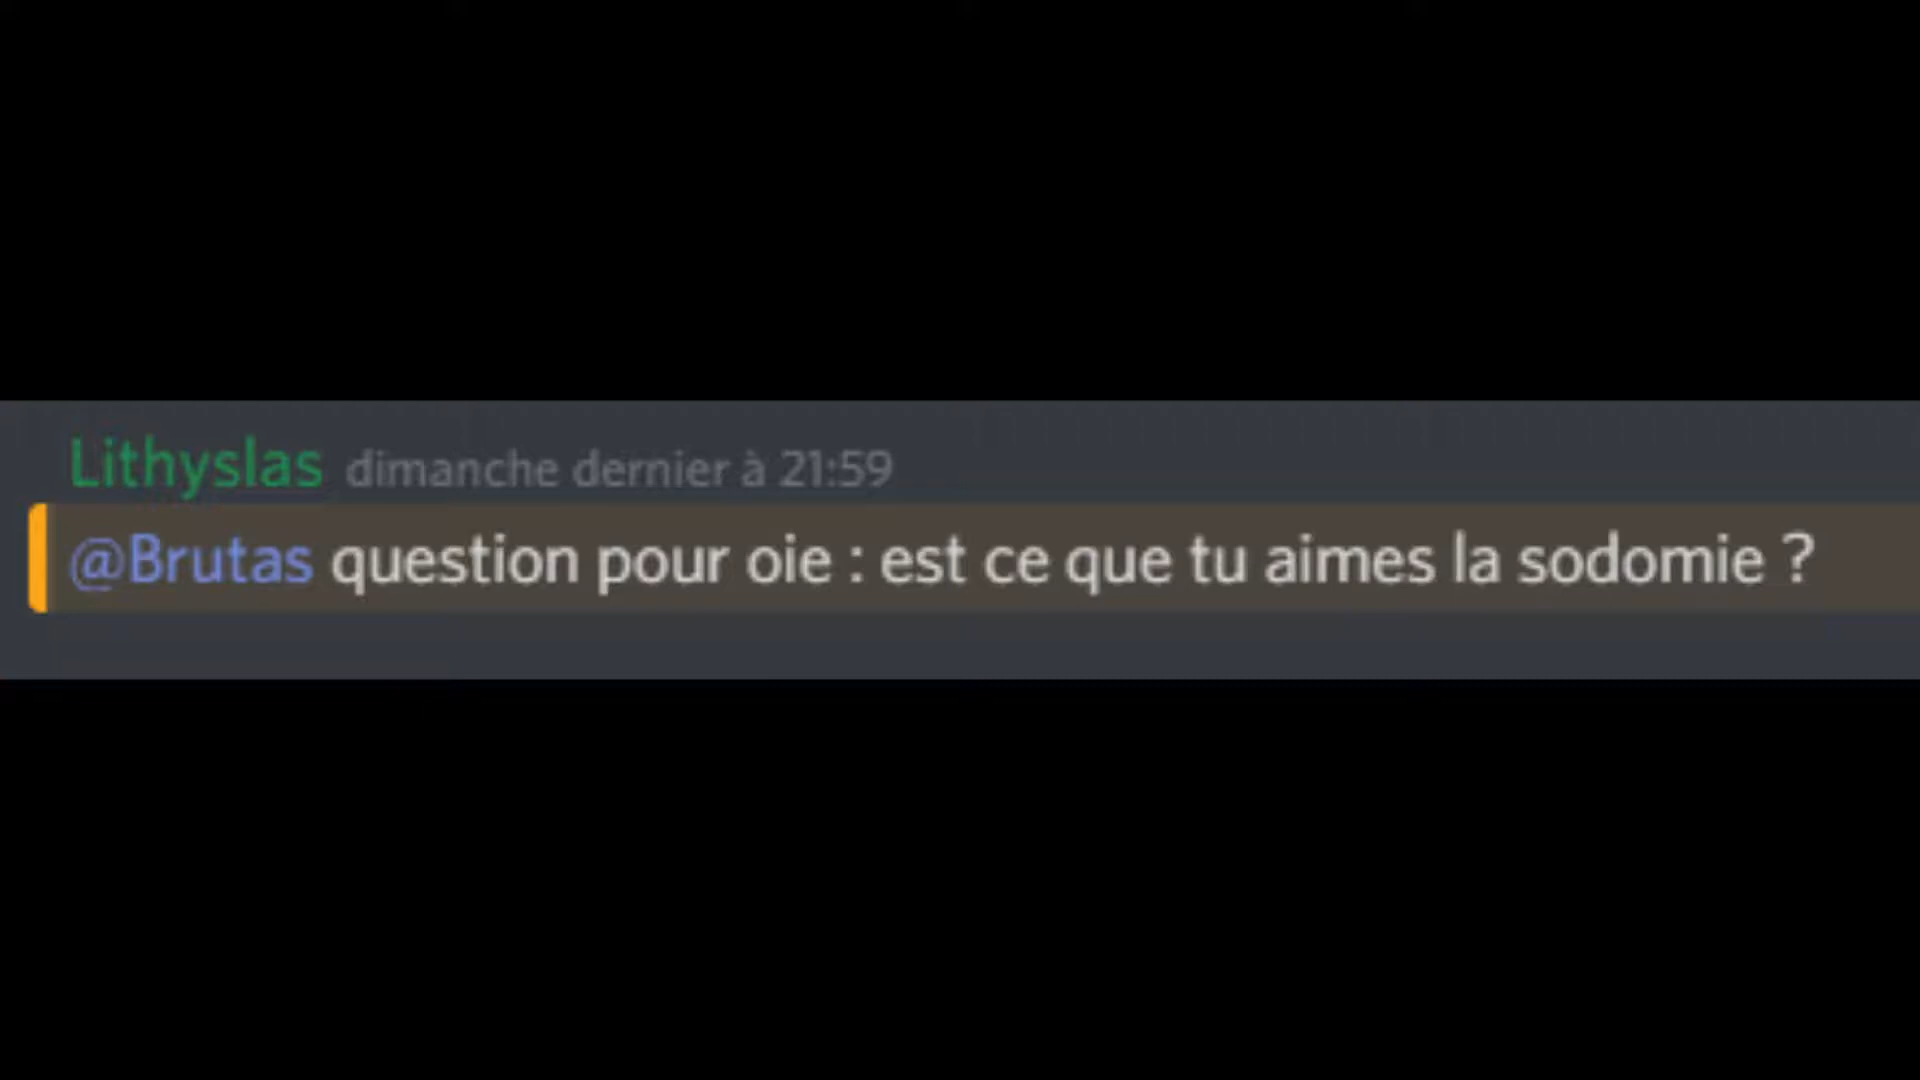 Lithyslas dimanche dernier à 21:59
@Brutas question pour oie : est ce que tu aimes la sodomie ?